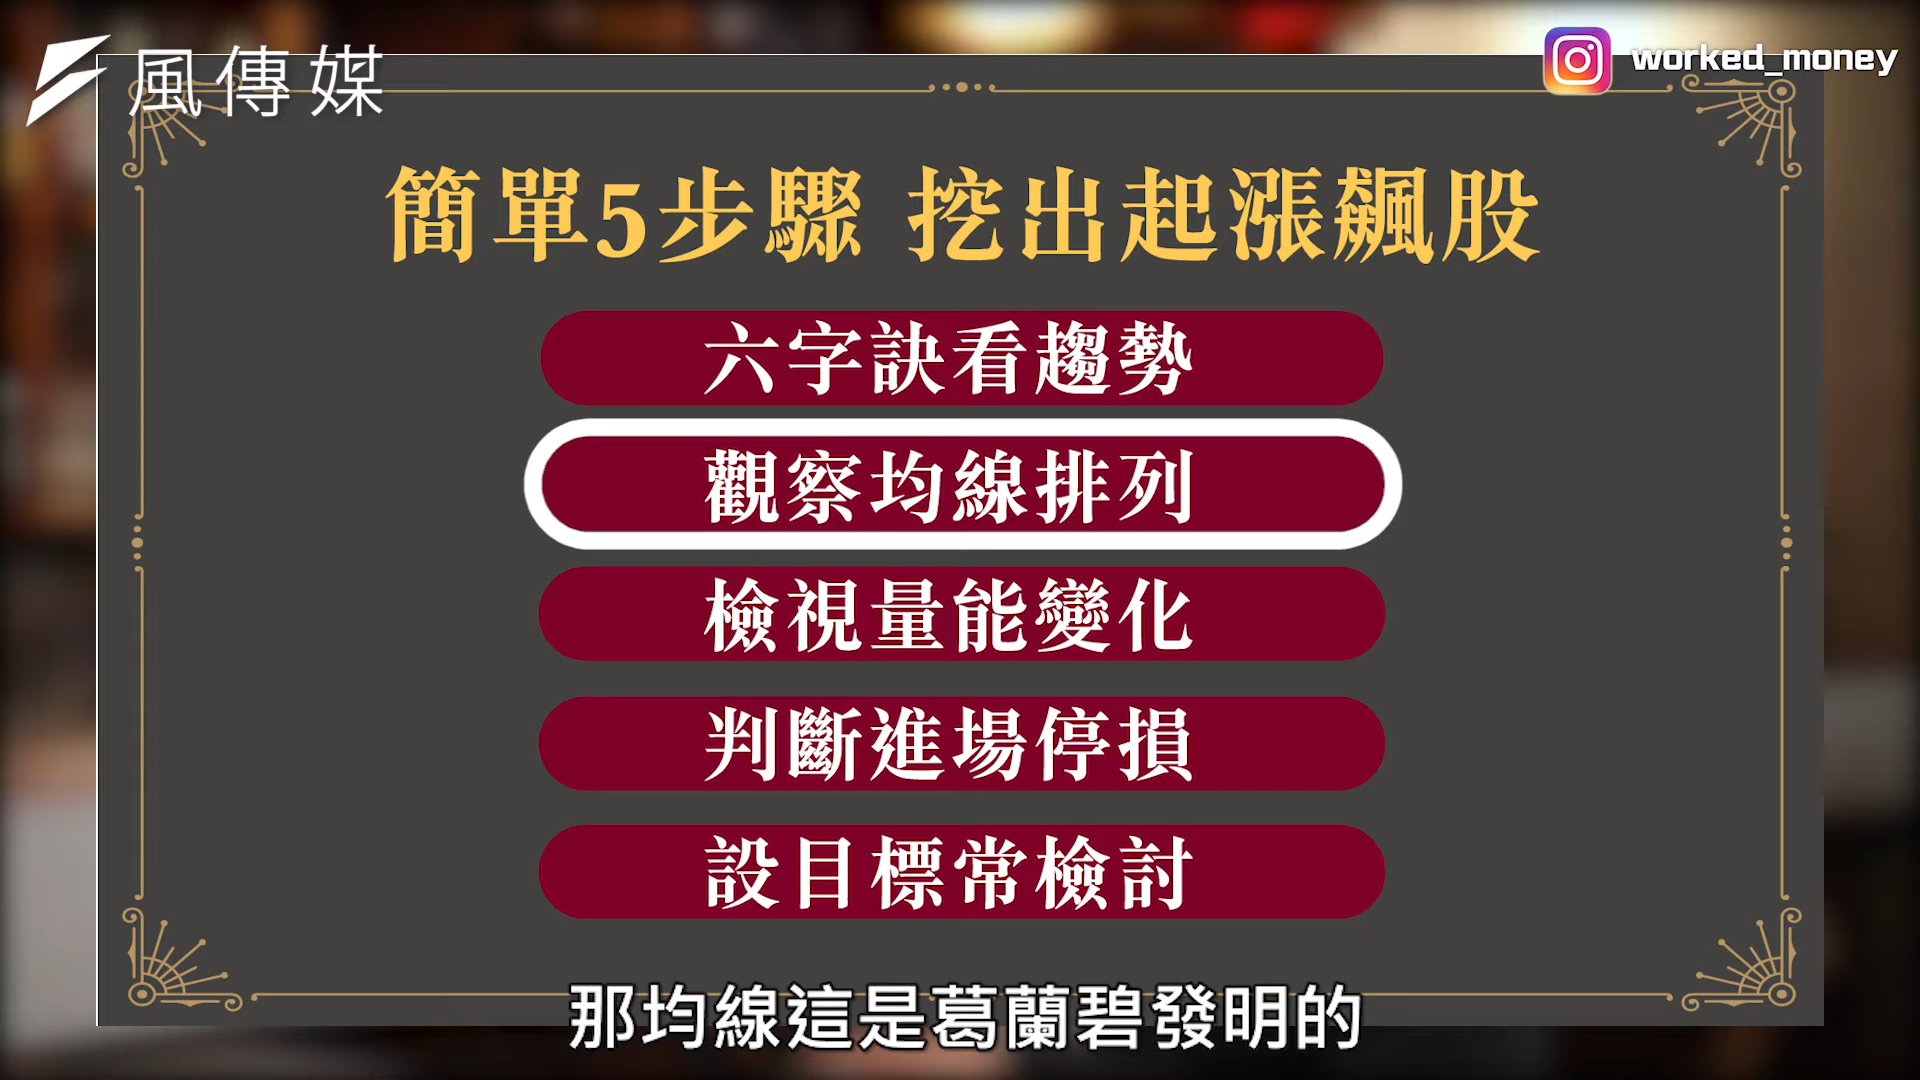 風傳媒
worked_money
簡單5步驟 挖出起漲飆股
六字訣看趨勢
觀察均線排列
檢視量能變化
判斷進場停損
設目標常檢討
那均線這是葛蘭碧發明的